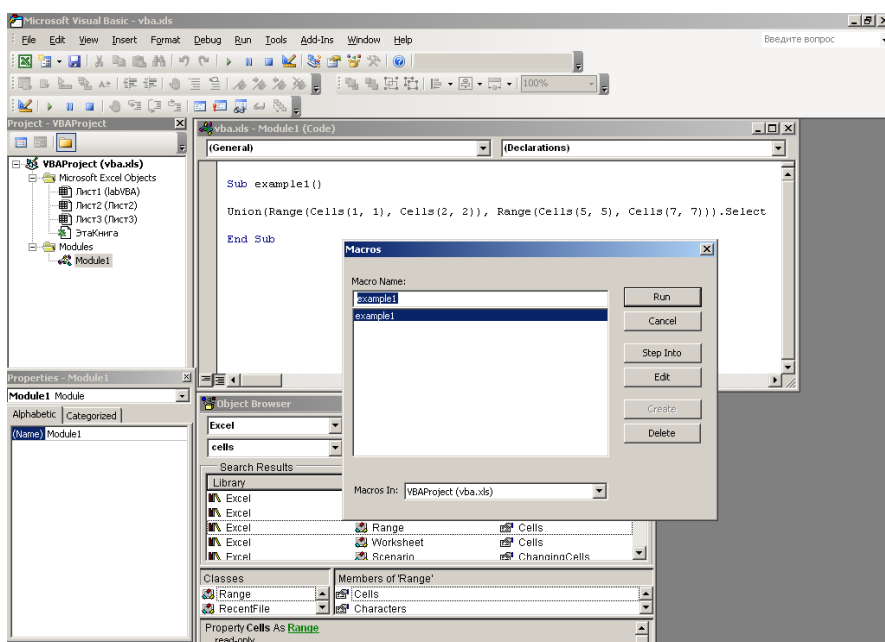 Microsoft Visual Basic - vba.xls
File Edit View Insert Format Debug Run Tools Add-Ins Window Help
Введите вопрос
100%
Project - VBAProject
VBAProject (vba.xls)
Microsoft Excel Objects
Лист1 (labVBA)
Лист2 (Лист2)
Лист3 (Лист3)
ЭтаКнига
Modules
Module1
vba.xls - Module1 (Code)
(General)
(Declarations)
Sub example1()
Union(Range(Cells(1, 1), Cells(2, 2)), Range(Cells(5, 5), Cells(7, 7))).Select
End Sub
Macros
Macro Name:
example1
example1
Run
Cancel
Step Into
Edit
Create
Delete
Macros In:
VBAProject (vba.xls)
Properties - Module1
Module1 Module
Alphabetic
Categorized
(Name) Module1
Object Browser
Excel
cells
Search Results
Library
Excel
Excel
Excel Range Cells
Excel Worksheet Cells
Excel Scenario ChangingCells
Classes
Members of 'Range'
Range
Cells
RecentFile
Characters
Property Cells As Range
read-only